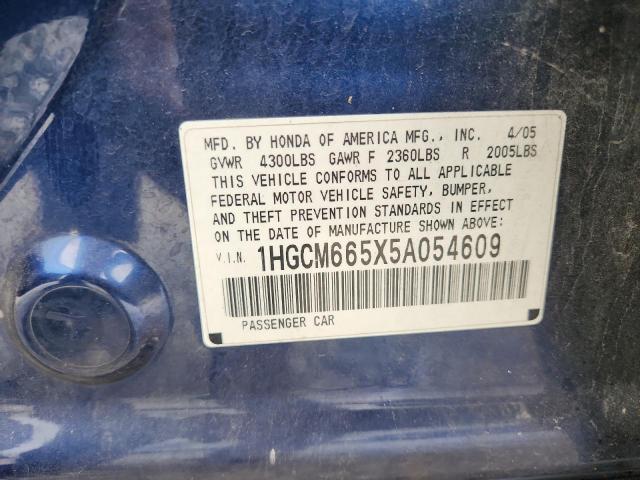 MFD. BY HONDA OF AMERICA MFG., INC. 4/05
GVWR 4300LBS GAWR F 2360LBS R 2005LBS
THIS VEHICLE CONFORMS TO ALL APPLICABLE
FEDERAL MOTOR VEHICLE SAFETY, BUMPER,
AND THEFT PREVENTION STANDARDS IN EFFECT
ON THE DATE OF MANUFACTURE SHOWN ABOVE:
V.I.N. 1HGCM665X5A054609
PASSENGER CAR